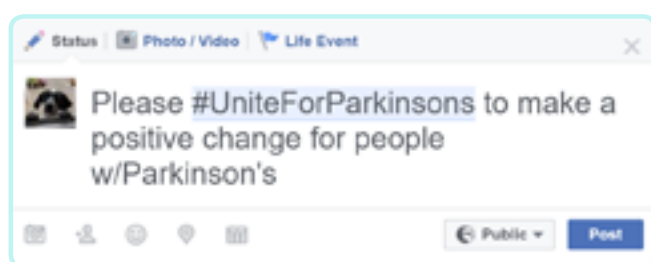 Status Photo / Video Life Event
Please #UniteForParkinsons to make a
positive change for people
w/Parkinson's
Public Post